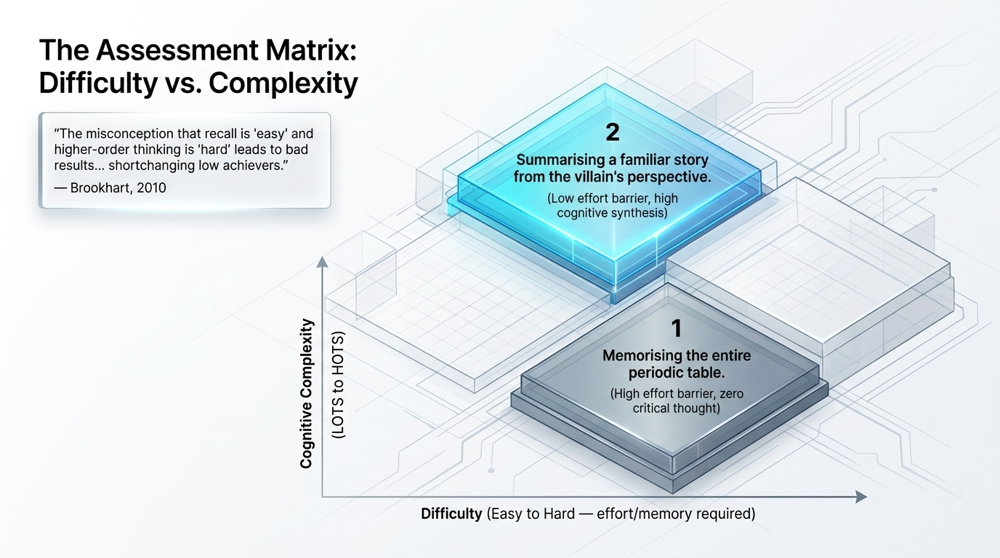 The Assessment Matrix:
Difficulty vs. Complexity
“The misconception that recall is 'easy' and
higher-order thinking is 'hard' leads to bad
results... shortchanging low achievers.”
— Brookhart, 2010
2
Summarising a familiar story
from the villain's perspective.
(Low effort barrier, high
cognitive synthesis)
1
Memorising the entire
periodic table.
(High effort barrier, zero
critical thought)
Cognitive Complexity
(LOTS to HOTS)
Difficulty (Easy to Hard — effort/memory required)